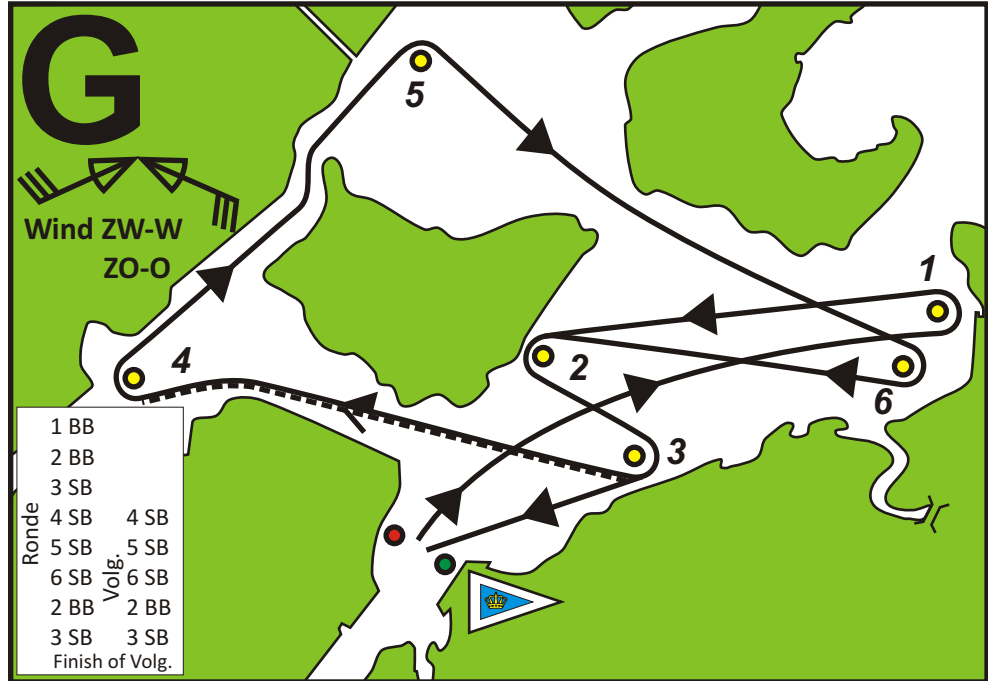 G
Wind ZW-W
ZO-O
5
1
4
2
6
3
Ronde
Volg.
1 BB
2 BB
3 SB
4 SB 4 SB
5 SB 5 SB
6 SB 6 SB
2 BB 2 BB
3 SB 3 SB
Finish of Volg.